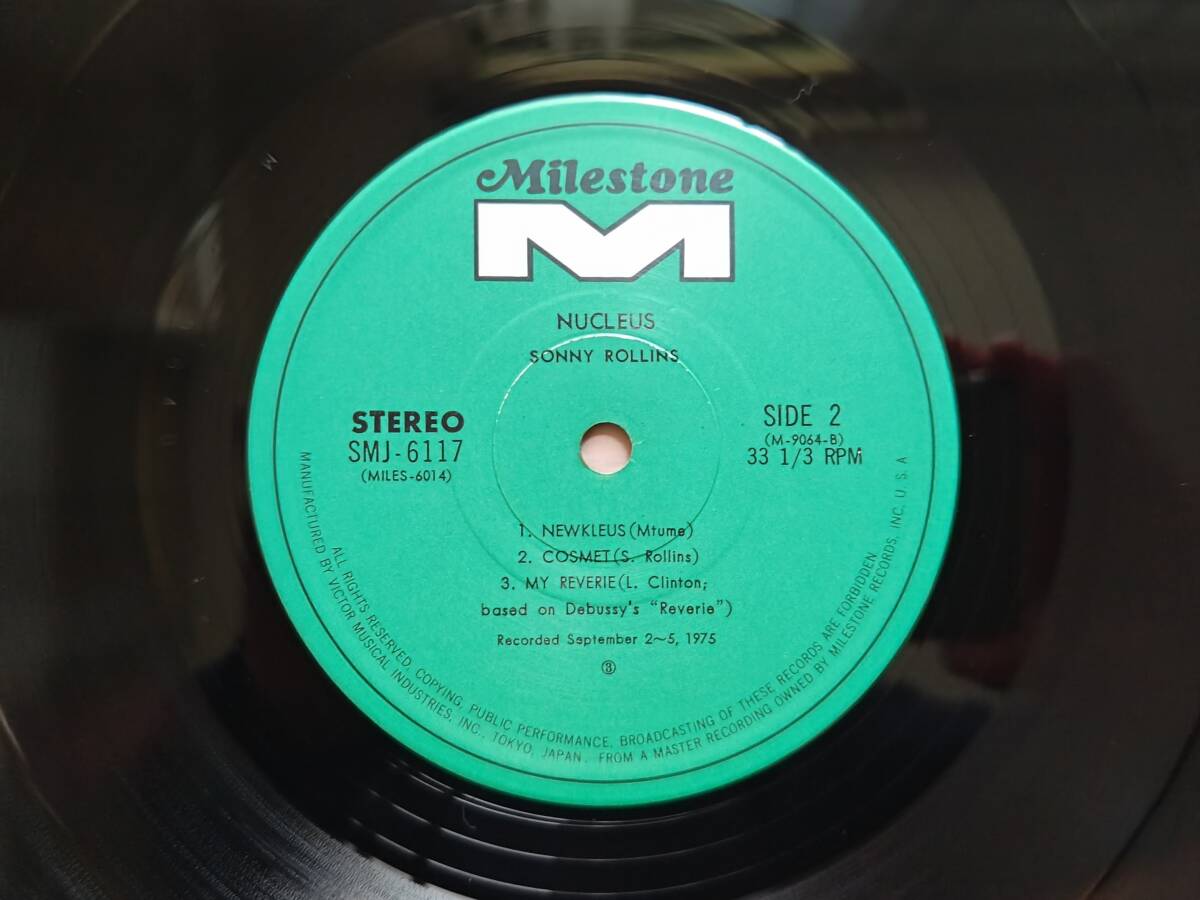 Milestone
M
NUCLEUS
SONNY ROLLINS
STEREO
SMJ-6117
(MILES-6014)
SIDE 2
(M-9064-B)
33 1/3 RPM
1. NEWKLEUS (Mtume)
2. COSMET (S. Rollins)
3. MY REVERIE (L. Clinton;
based on Debussy's "Reverie")
Recorded September 2~5, 1975
③
ALL RIGHTS RESERVED, COPYING, PUBLIC PERFORMANCE, BROADCASTING OF THESE RECORDS ARE FORBIDDEN
MANUFACTURED BY VICTOR MUSICAL INDUSTRIES, INC., TOKYO, JAPAN. FROM A MASTER RECORDING OWNED BY MILESTONE RECORDS, INC. U.S.A